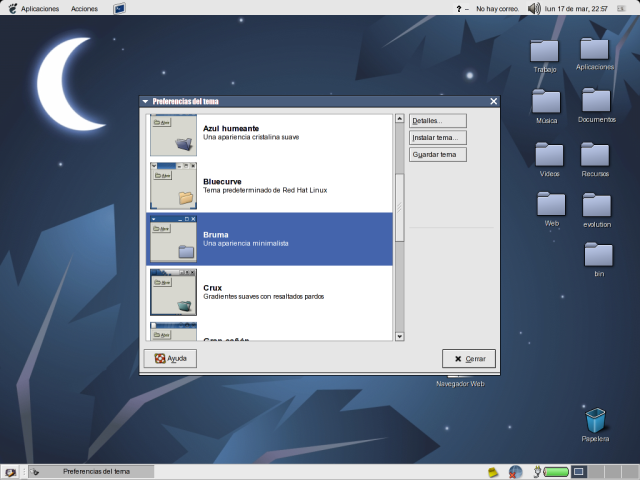 Aplicaciones Acciones
? – No hay correo. lun 17 de mar, 22:57
Trabajo
Aplicaciones
Música
Documentos
Vídeos
Recursos
Web
evolution
bin
Preferencias del tema
Azul humeante
Una apariencia cristalina suave
Bluecurve
Tema predeterminado de Red Hat Linux
Bruma
Una apariencia minimalista
Crux
Gradientes suaves con resaltados pardos
Gran cañón
Detalles...
Instalar tema...
Guardar tema
Ayuda
Cerrar
Navegador Web
Papelera
Preferencias del tema